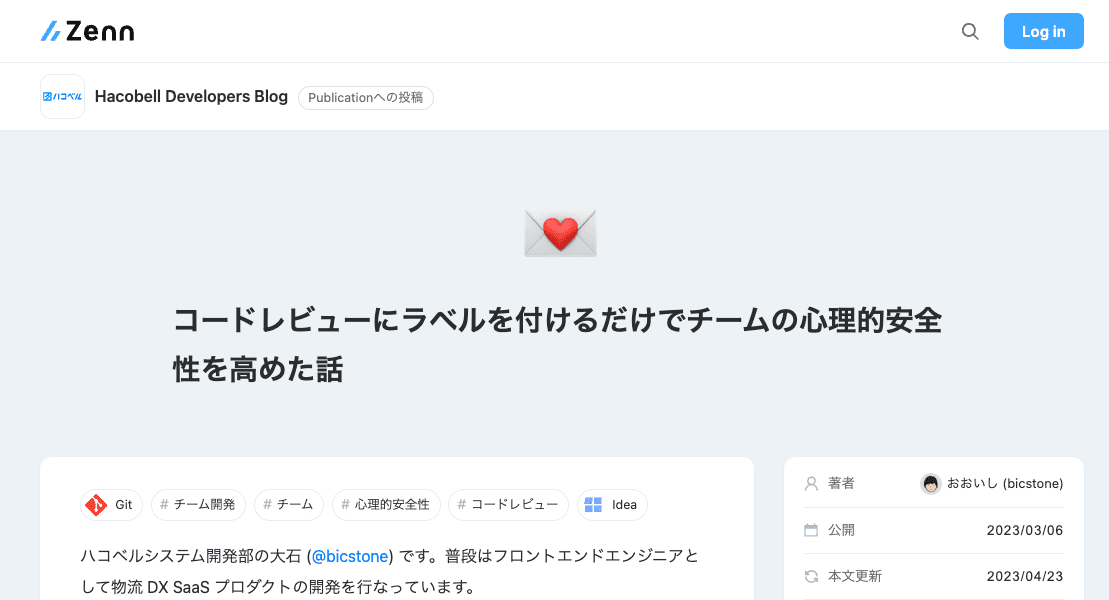 Zenn
Log in
ハコベル
Hacobell Developers Blog
Publicationへの投稿
コードレビューにラベルを付けるだけでチームの心理的安全
性を高めた話
Git
# チーム開発
# チーム
# 心理的安全性
# コードレビュー
Idea
ハコベルシステム開発部の大石 (@bicstone) です。普段はフロントエンドエンジニアと
して物流 DX SaaS プロダクトの開発を行なっています。
著者
おおいし (bicstone)
公開
2023/03/06
本文更新
2023/04/23